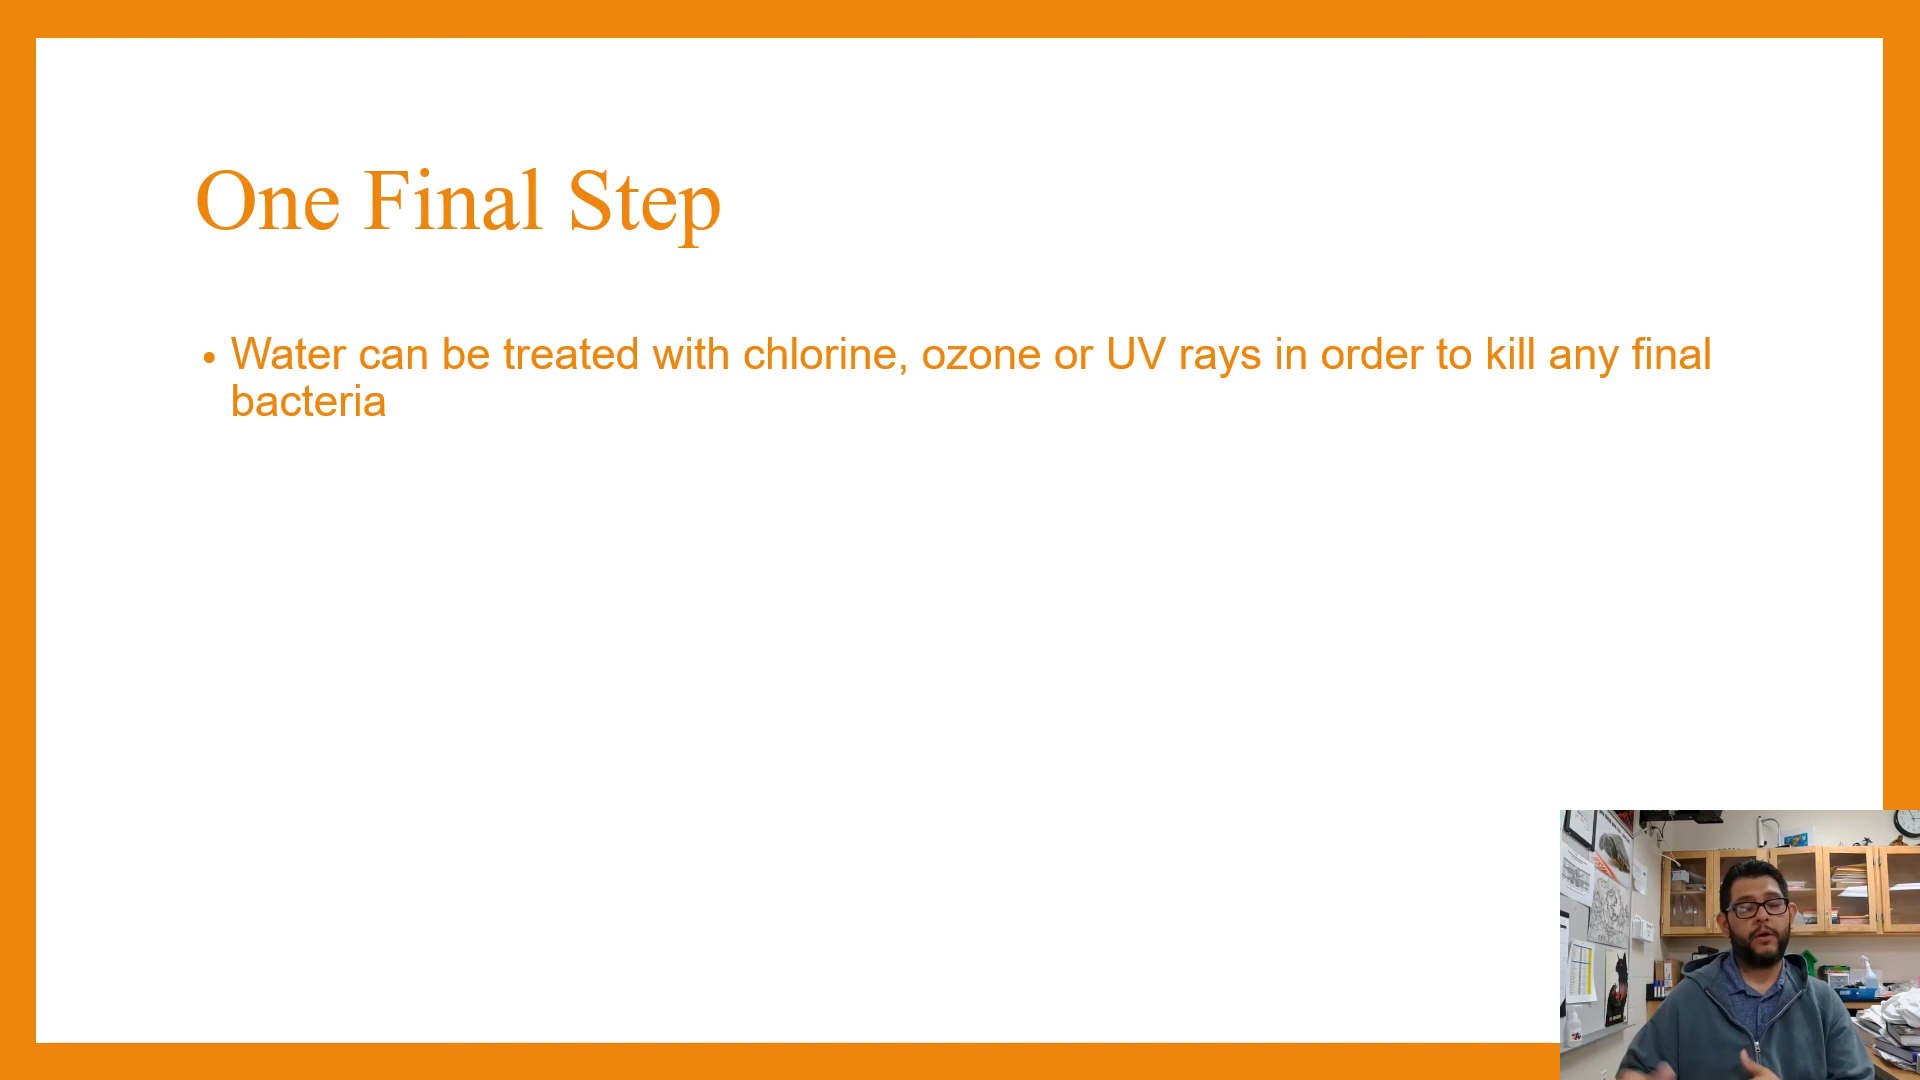 One Final Step
• Water can be treated with chlorine, ozone or UV rays in order to kill any final
bacteria